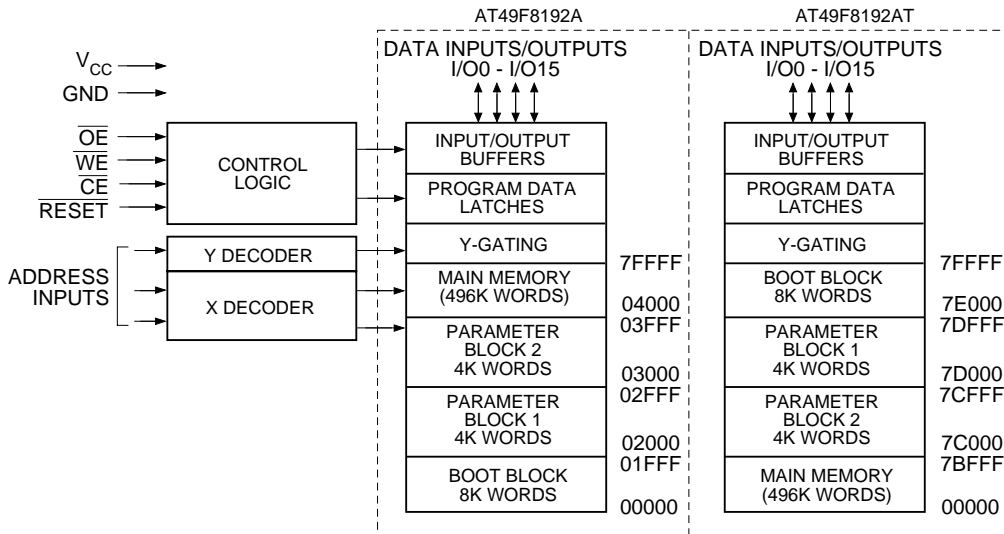 AT49F8192A
AT49F8192AT
DATA INPUTS/OUTPUTS
I/O0 - I/O15
DATA INPUTS/OUTPUTS
I/O0 - I/O15
VCC
GND
OE
WE
CE
RESET
CONTROL
LOGIC
ADDRESS
INPUTS
Y DECODER
X DECODER
INPUT/OUTPUT
BUFFERS
PROGRAM DATA
LATCHES
Y-GATING
MAIN MEMORY
(496K WORDS)
PARAMETER
BLOCK 2
4K WORDS
PARAMETER
BLOCK 1
4K WORDS
BOOT BLOCK
8K WORDS
7FFFF
04000
03FFF
03000
02FFF
02000
01FFF
00000
INPUT/OUTPUT
BUFFERS
PROGRAM DATA
LATCHES
Y-GATING
BOOT BLOCK
8K WORDS
PARAMETER
BLOCK 1
4K WORDS
PARAMETER
BLOCK 2
4K WORDS
MAIN MEMORY
(496K WORDS)
7FFFF
7E000
7DFFF
7D000
7CFFF
7C000
7BFFF
00000